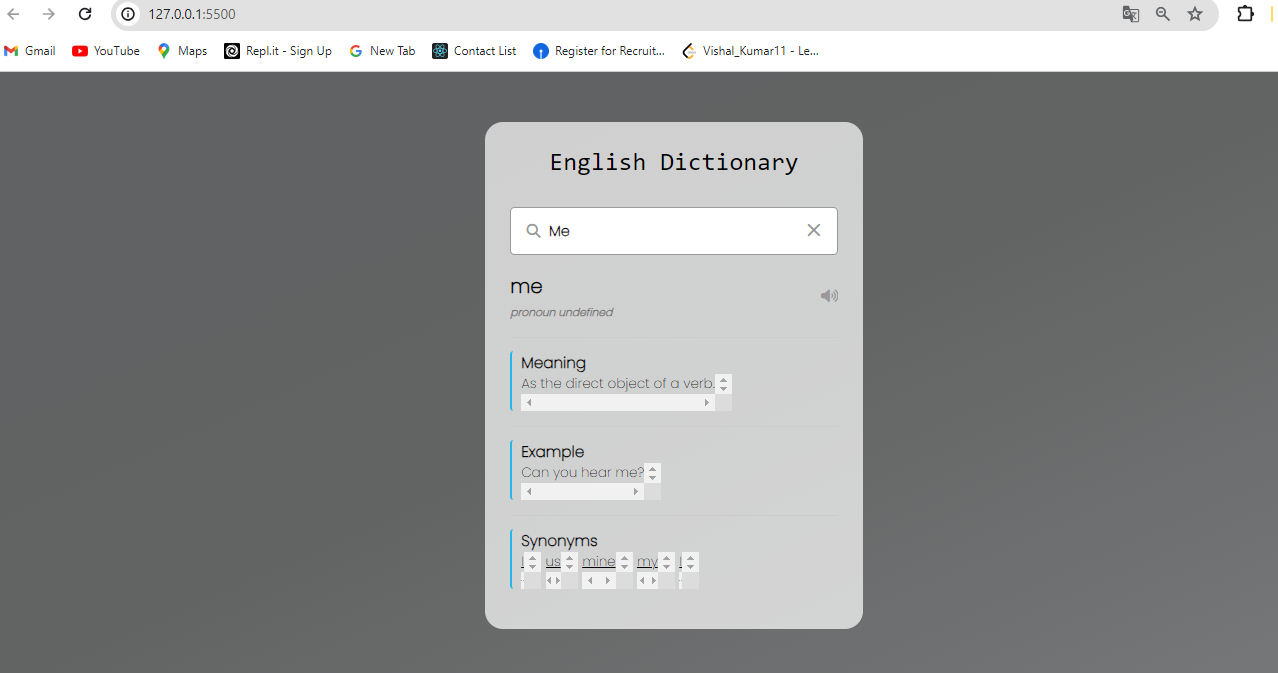 127.0.0.1:5500
Gmail YouTube Maps Repl.it - Sign Up New Tab Contact List Register for Recruit... Vishal_Kumar11 - Le...
English Dictionary
Me
me
pronoun undefined
Meaning
As the direct object of a verb.
Example
Can you hear me?
Synonyms
I us mine my I